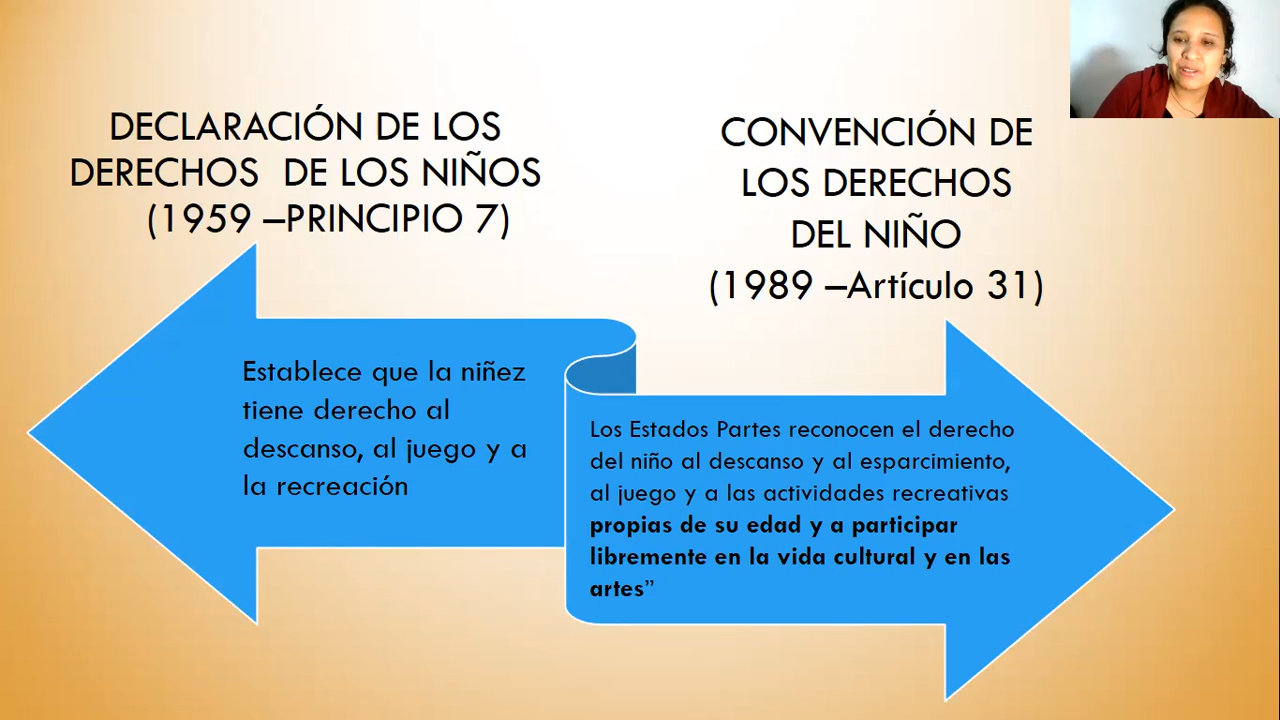 DECLARACIÓN DE LOS
DERECHOS DE LOS NIÑOS
(1959 –PRINCIPIO 7)
Establece que la niñez
tiene derecho al
descanso, al juego y a
la recreación
CONVENCIÓN DE
LOS DERECHOS
DEL NIÑO
(1989 –Artículo 31)
Los Estados Partes reconocen el derecho
del niño al descanso y al esparcimiento,
al juego y a las actividades recreativas
propias de su edad y a participar
libremente en la vida cultural y en las
artes”